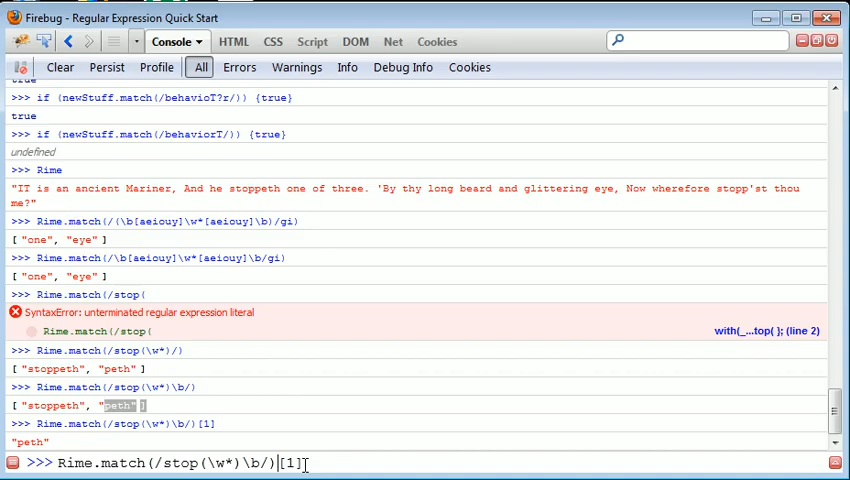 Firebug - Regular Expression Quick Start
Console HTML CSS Script DOM Net Cookies
Clear Persist Profile All Errors Warnings Info Debug Info Cookies
true
>>> if (newStuff.match(/behavioT?r/)) {true}
true
>>> if (newStuff.match(/behaviorT/)) {true}
undefined
>>> Rime
"IT is an ancient Mariner, And he stoppeth one of three. 'By thy long beard and glittering eye, Now wherefore stopp'st thou
me?"
>>> Rime.match(/(\b[aeiouy]\w*[aeiouy]\b)/gi)
[ "one", "eye" ]
>>> Rime.match(/\b[aeiouy]\w*[aeiouy]\b/gi)
[ "one", "eye" ]
>>> Rime.match(/stop(
SyntaxError: unterminated regular expression literal
Rime.match(/stop( with(_...top( }; (line 2)
>>> Rime.match(/stop(\w*)/)
[ "stoppeth", "peth" ]
>>> Rime.match(/stop(\w*)\b/)
[ "stoppeth", "peth" ]
>>> Rime.match(/stop(\w*)\b/)[1]
"peth"
>>> Rime.match(/stop(\w*)\b/)[1]